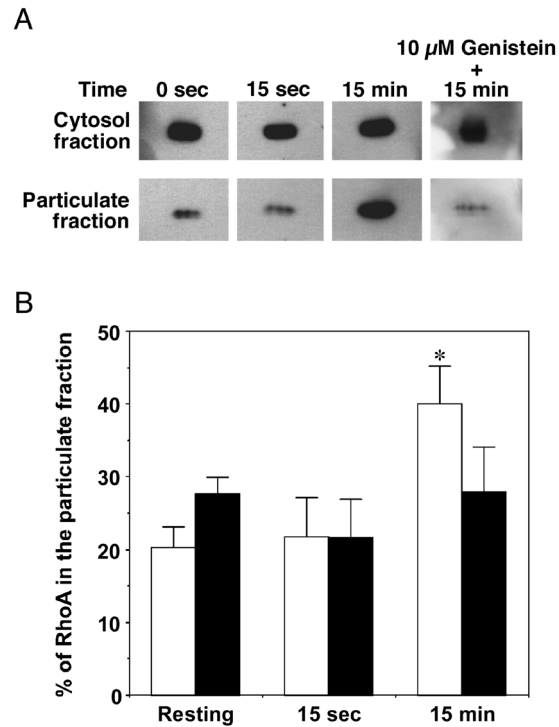 A
10 µM Genistein
+
Time 0 sec 15 sec 15 min 15 min
Cytosol
fraction
Particulate
fraction
B
% of RhoA in the particulate fraction
50
40
30
20
10
0
*
Resting 15 sec 15 min